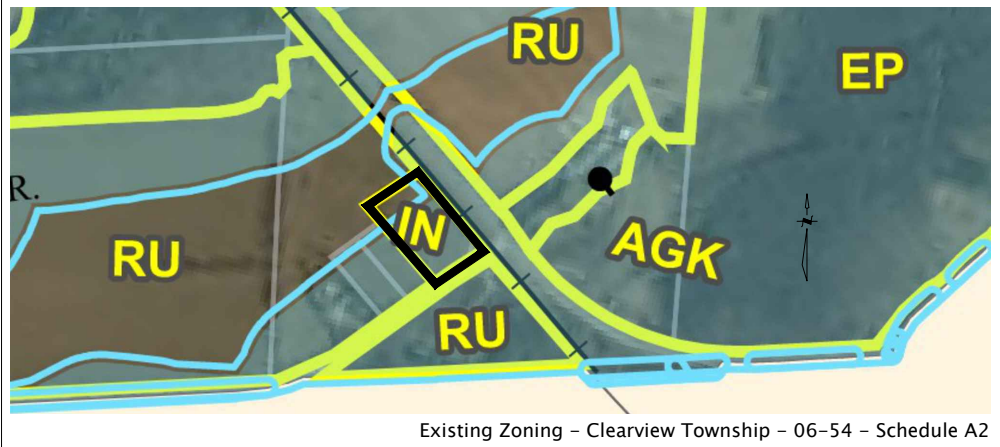 RU
EP
R.
IN
RU
AGK
RU
Existing Zoning - Clearview Township - 06-54 - Schedule A2